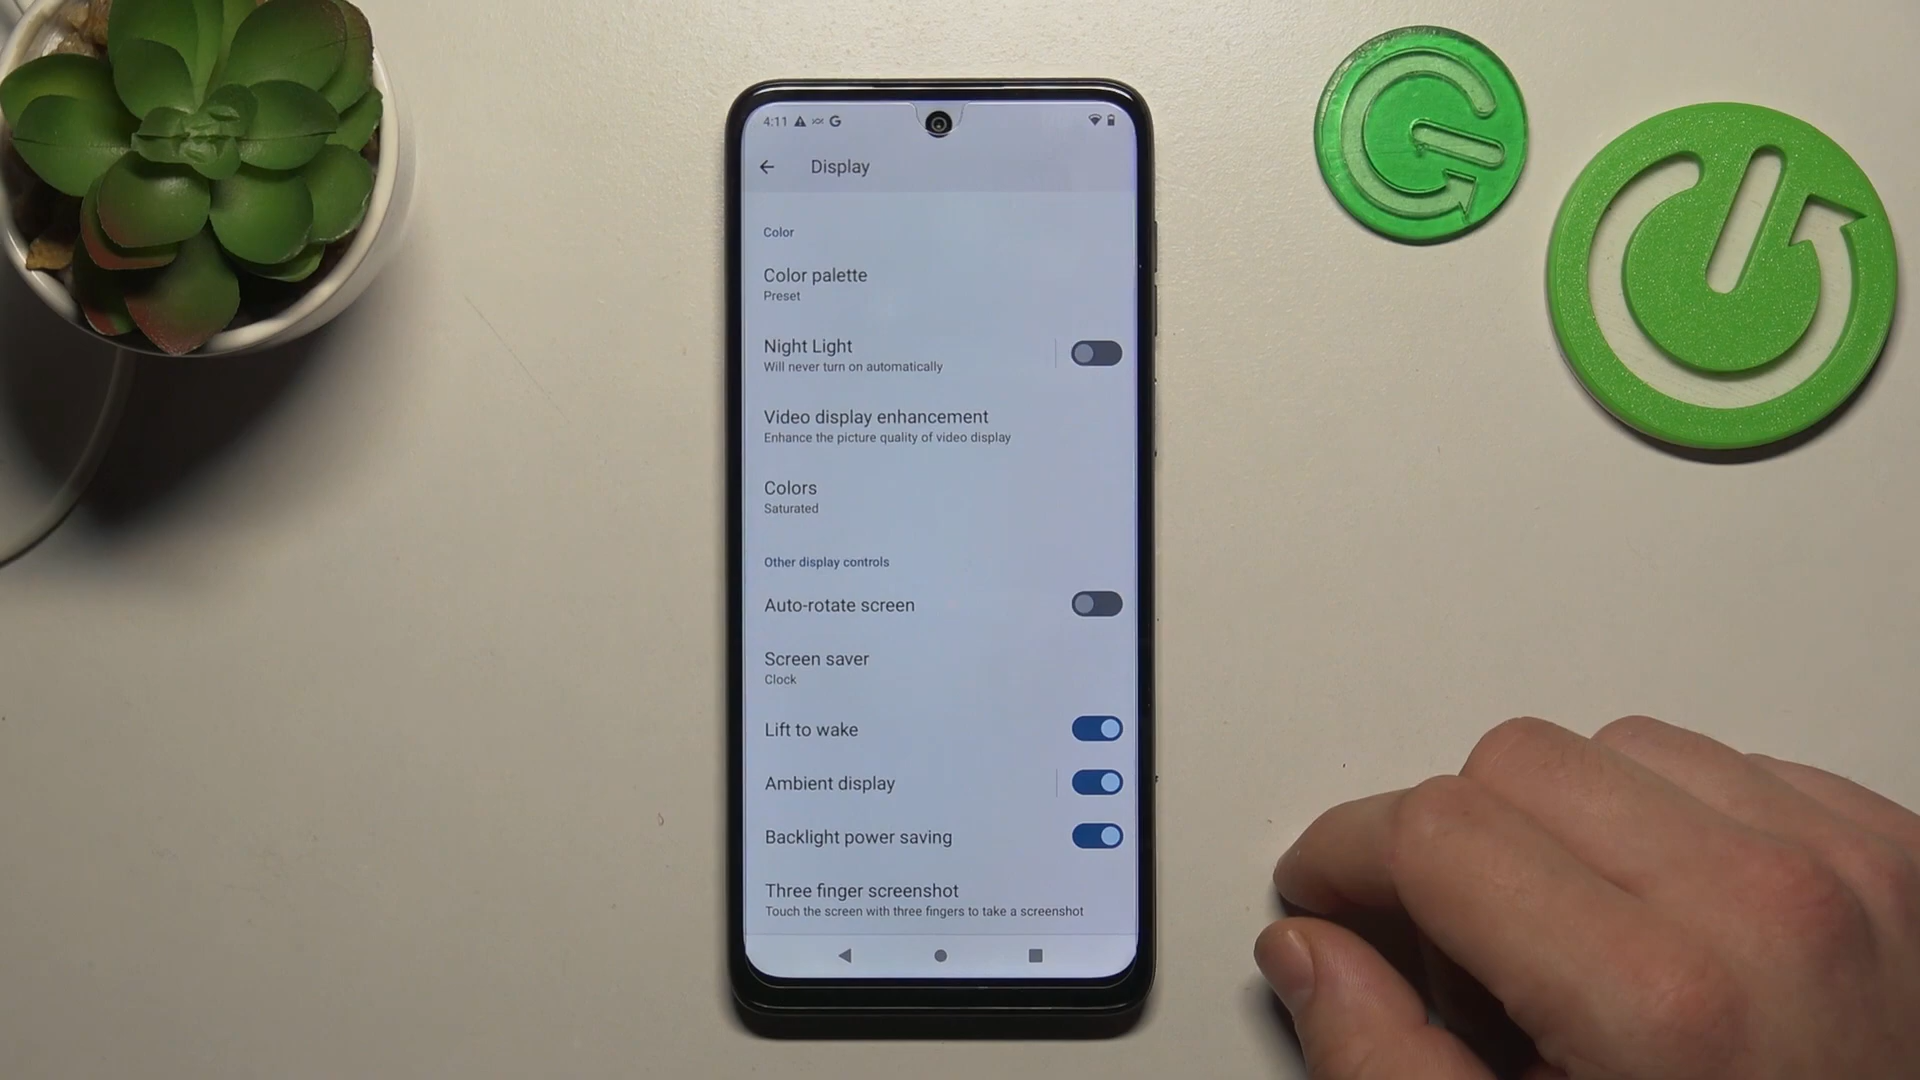 4:11
Display
Color
Color palette
Preset
Night Light
Will never turn on automatically
Video display enhancement
Enhance the picture quality of video display
Colors
Saturated
Other display controls
Auto-rotate screen
Screen saver
Clock
Lift to wake
Ambient display
Backlight power saving
Three finger screenshot
Touch the screen with three fingers to take a screenshot